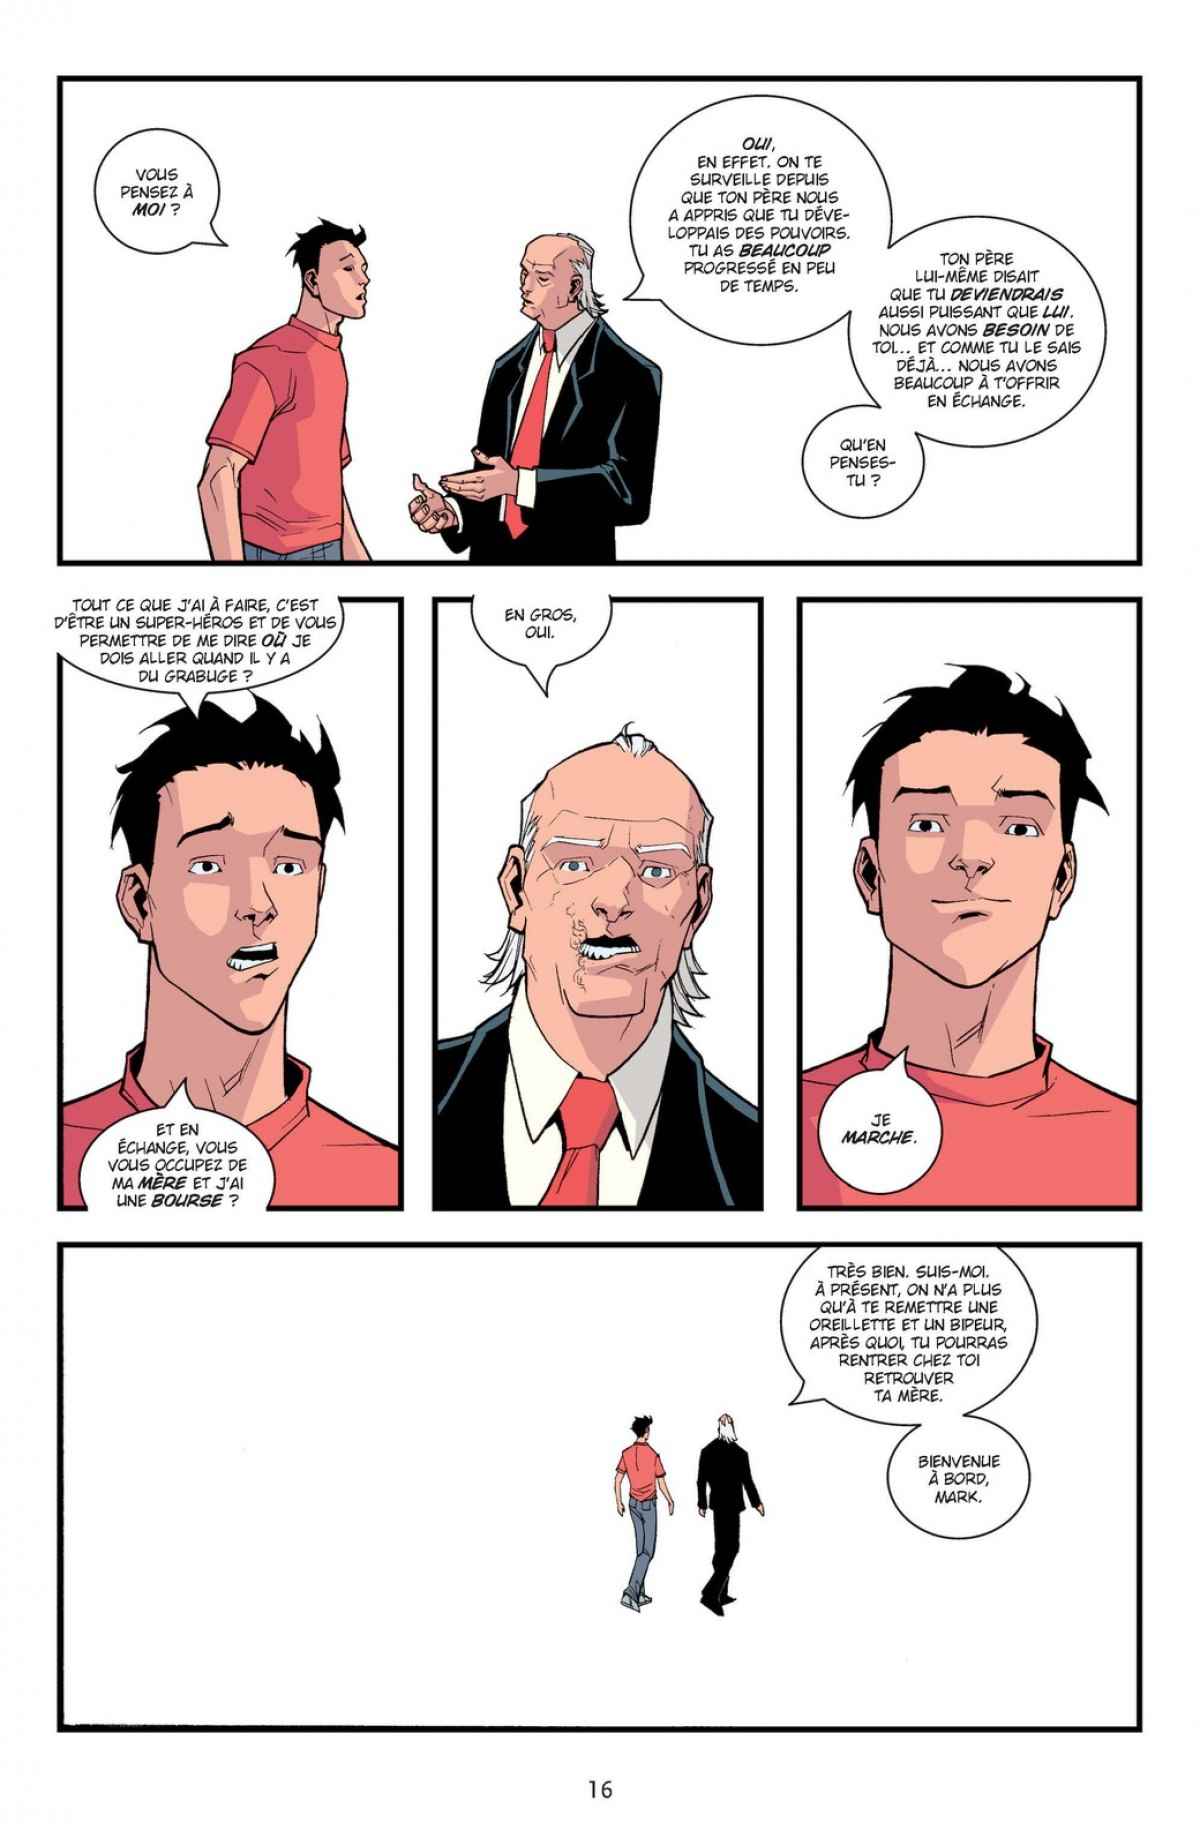 VOUS
PENSEZ À
MOI ?
OUI,
EN EFFET. ON TE
SURVEILLE DEPUIS
QUE TON PÈRE NOUS
A APPRIS QUE TU DÉVE-
LOPPAIS DES POUVOIRS.
TU AS BEAUCOUP
PROGRESSÉ EN PEU
DE TEMPS.
TON PÈRE
LUI-MÊME DISAIT
QUE TU DEVIENDRAIS
AUSSI PUISSANT QUE LUI.
NOUS AVONS BESOIN DE
TOI... ET COMME TU LE SAIS
DÉJÀ... NOUS AVONS
BEAUCOUP À T'OFFRIR
EN ÉCHANGE.
QU'EN
PENSES-
TU ?
TOUT CE QUE J'AI À FAIRE, C'EST
D'ÊTRE UN SUPER-HÉROS ET DE VOUS
PERMETTRE DE ME DIRE OÙ JE
DOIS ALLER QUAND IL Y A
DU GRABUGE ?
ET EN
ÉCHANGE, VOUS
VOUS OCCUPEZ DE
MA MÈRE ET J'AI
UNE BOURSE ?
EN GROS,
OUI.
JE
MARCHE.
TRÈS BIEN. SUIS-MOI.
À PRÉSENT, ON N'A PLUS
QU'À TE REMETTRE UNE
OREILLETTE ET UN BIPEUR,
APRÈS QUOI, TU POURRAS
RENTRER CHEZ TOI
RETROUVER
TA MÈRE.
BIENVENUE
À BORD,
MARK.
16